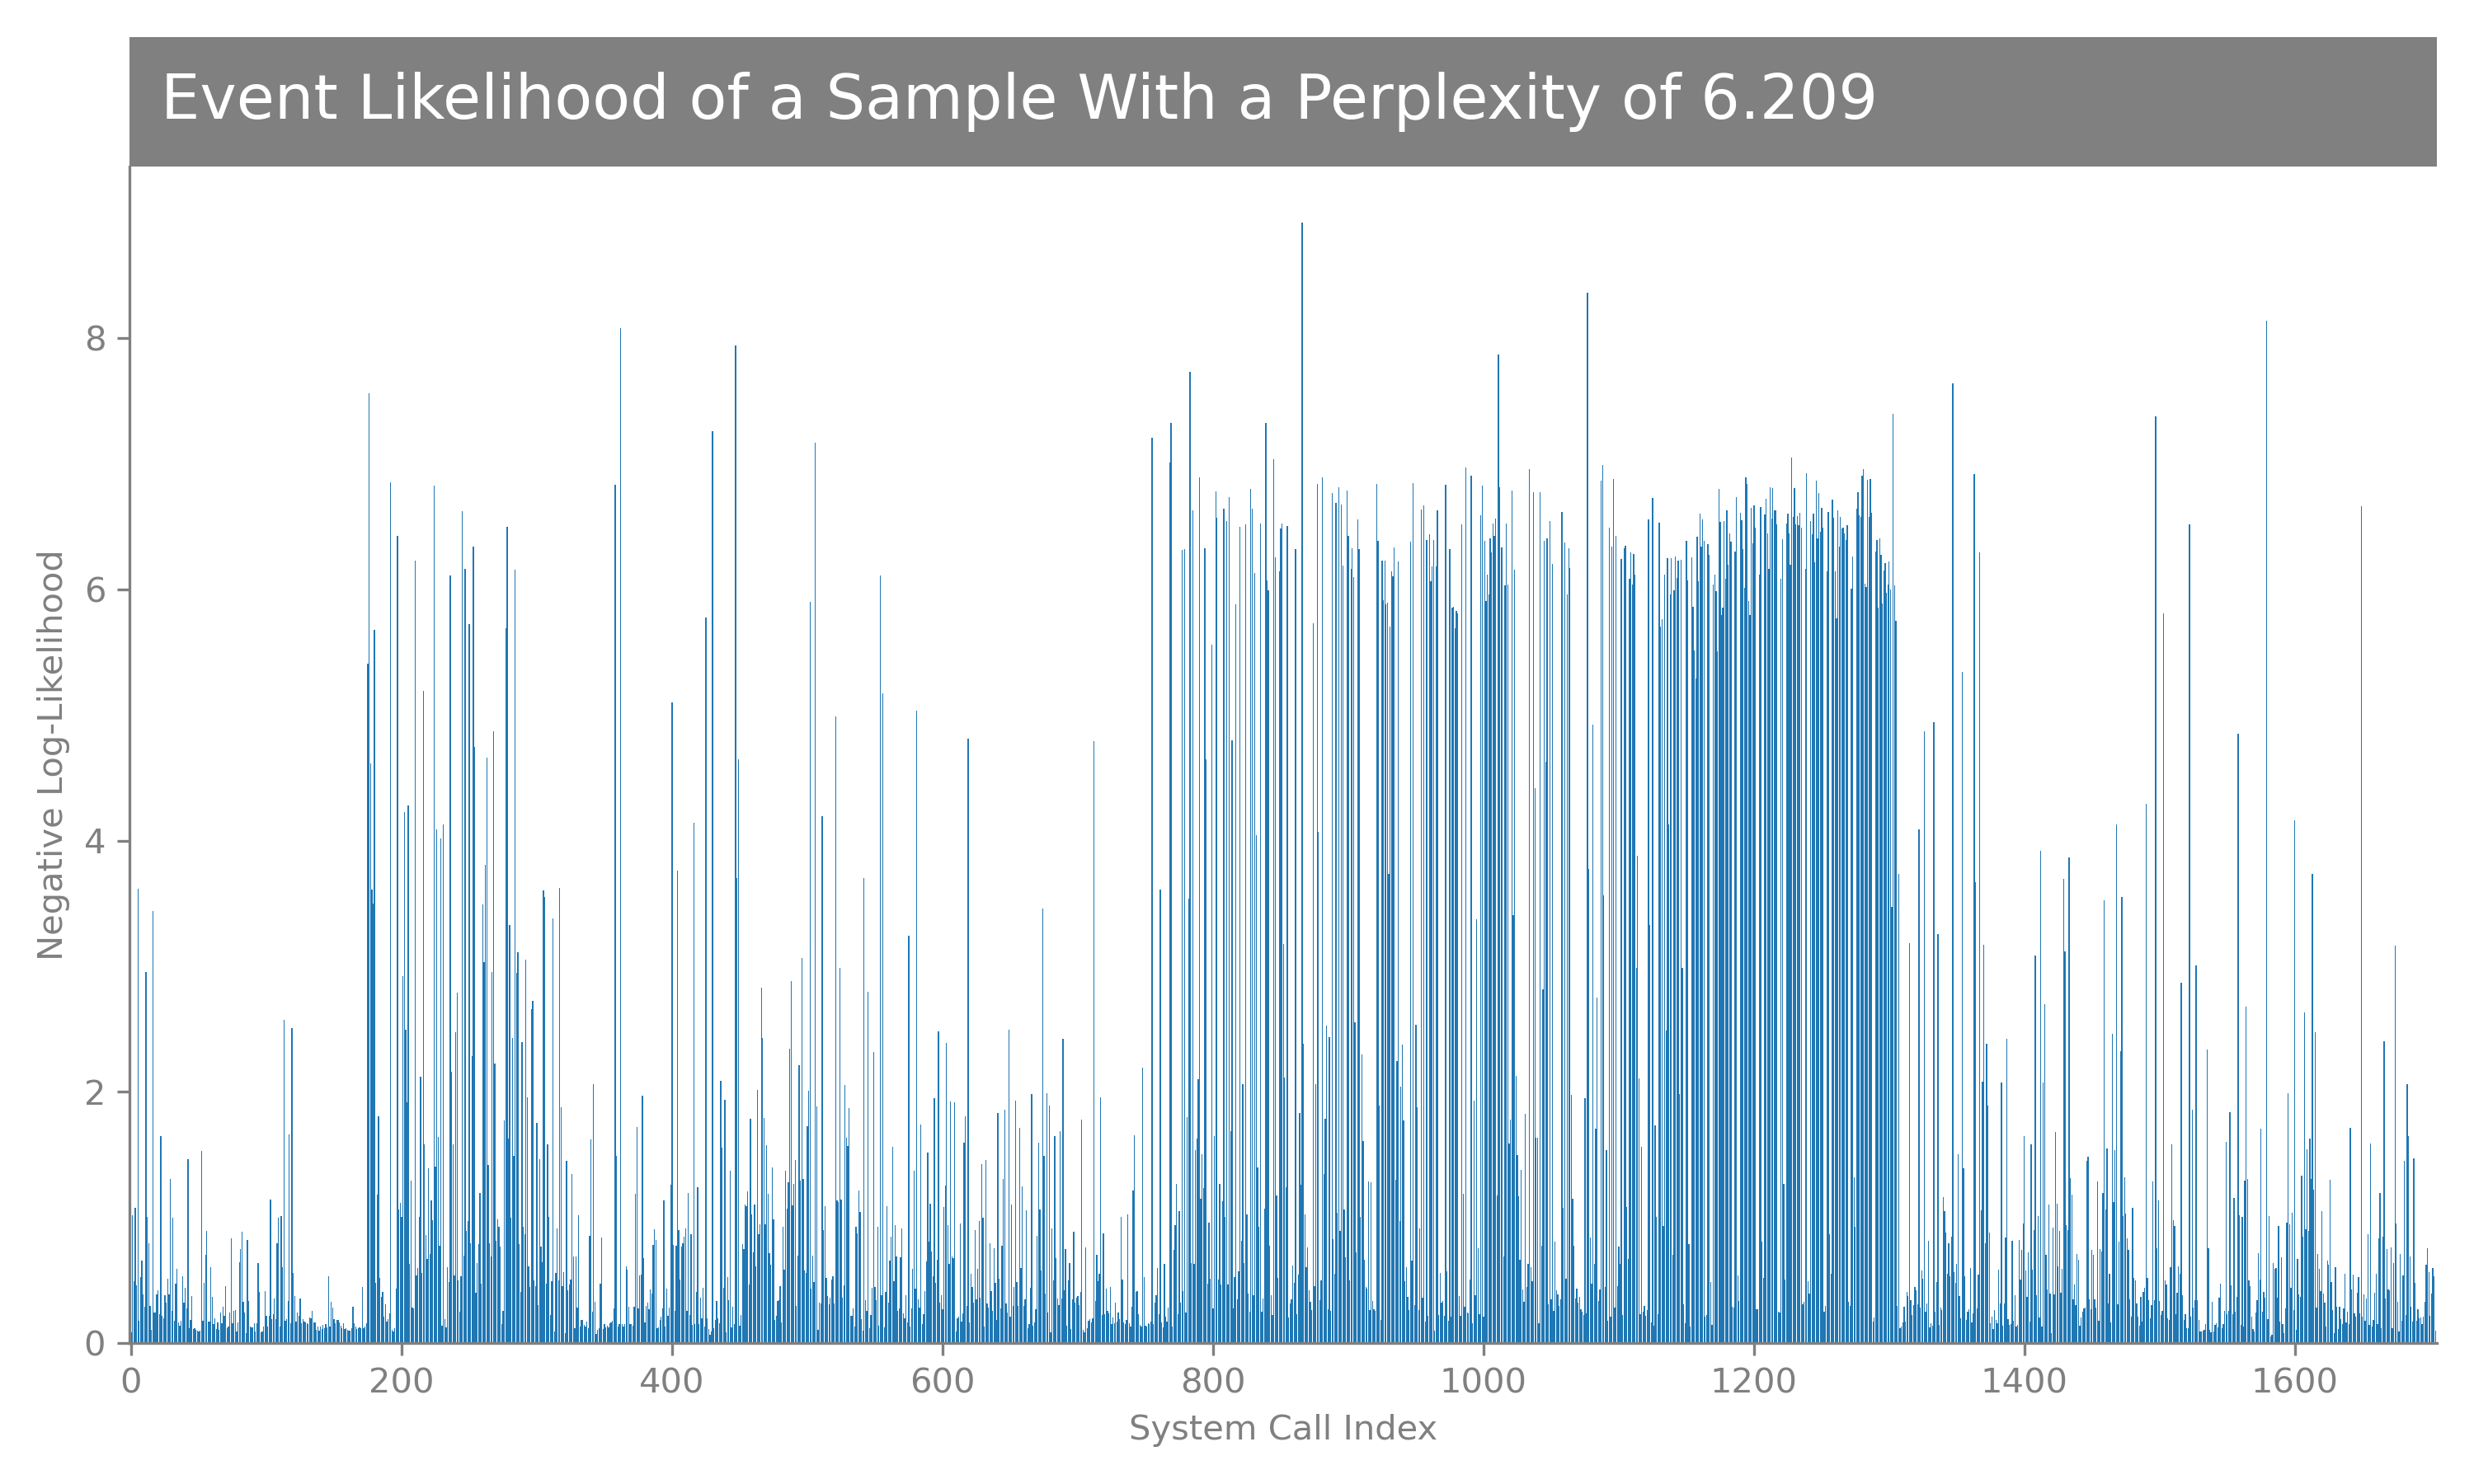 Event Likelihood of a Sample With a Perplexity of 6.209
Negative Log-Likelihood
8
6
4
2
0
0 200 400 600 800 1000 1200 1400 1600
System Call Index